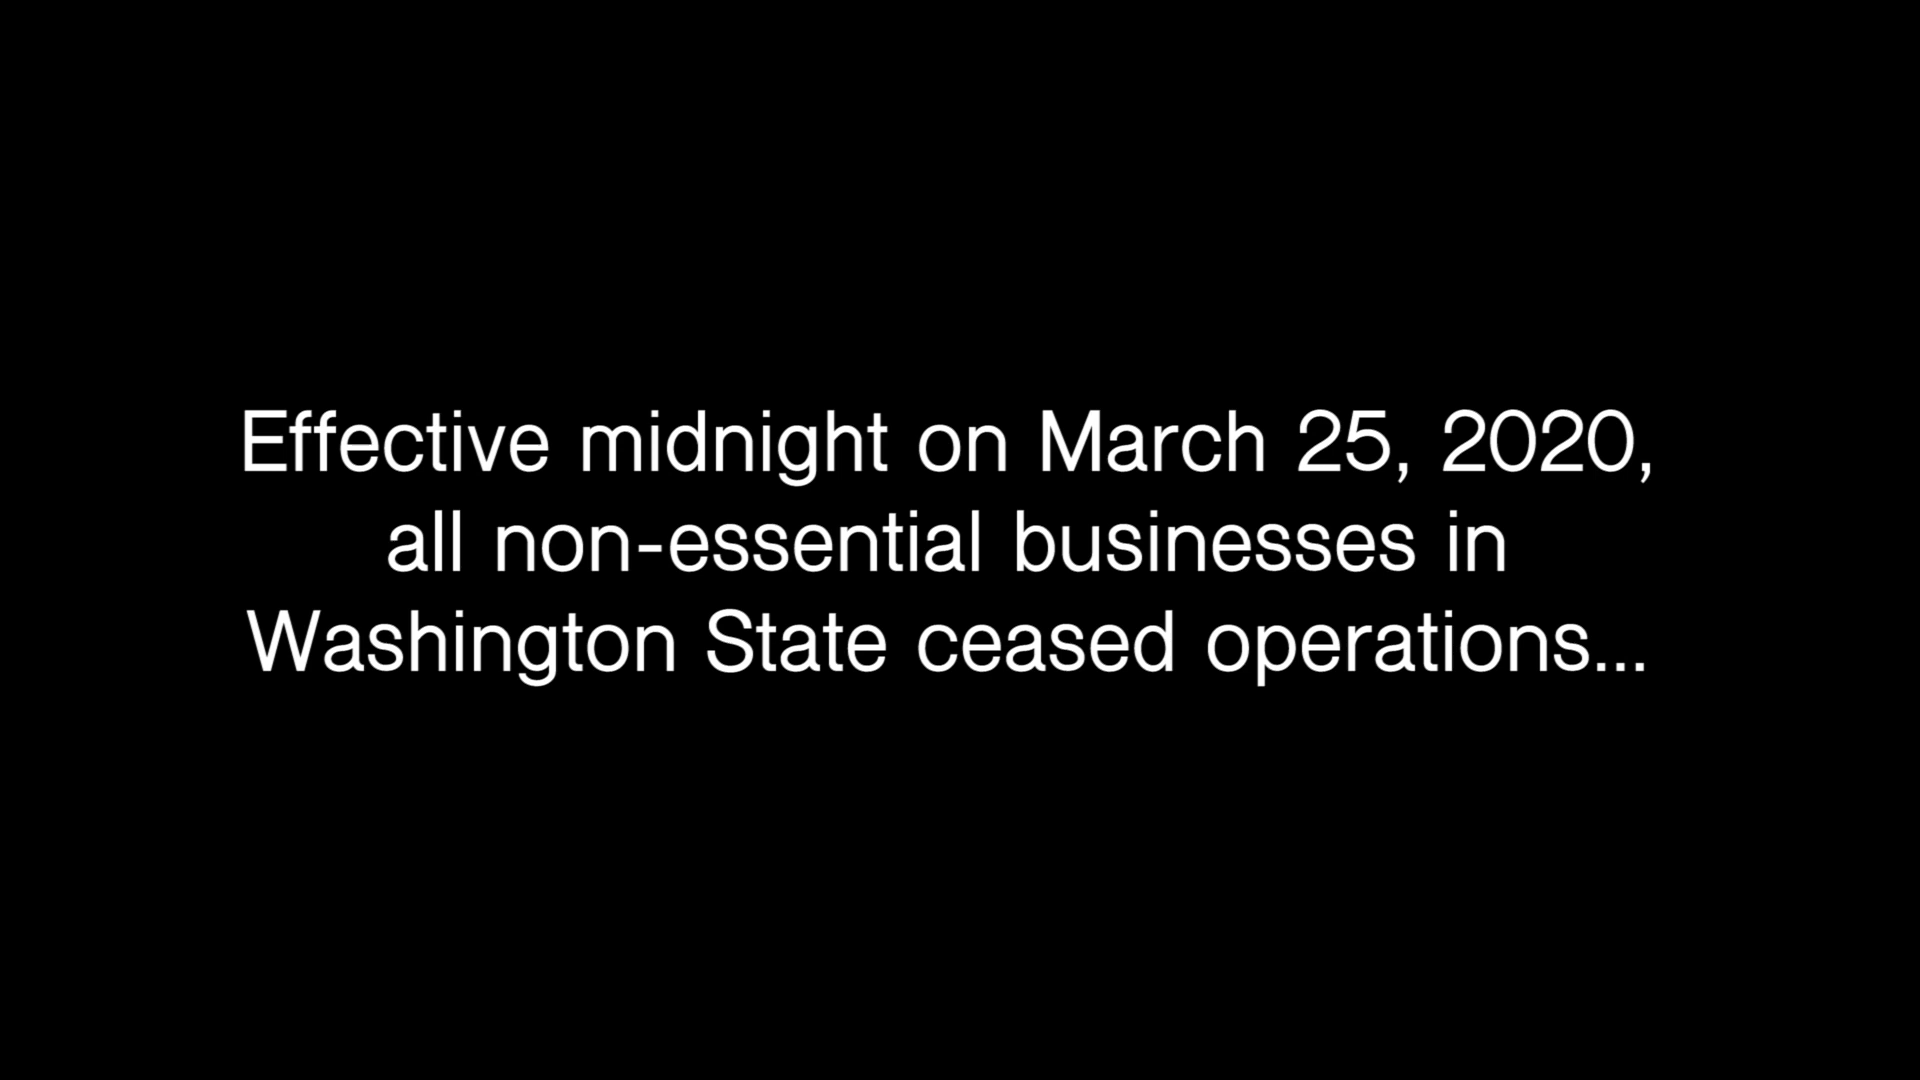 Effective midnight on March 25, 2020,
all non-essential businesses in
Washington State ceased operations...